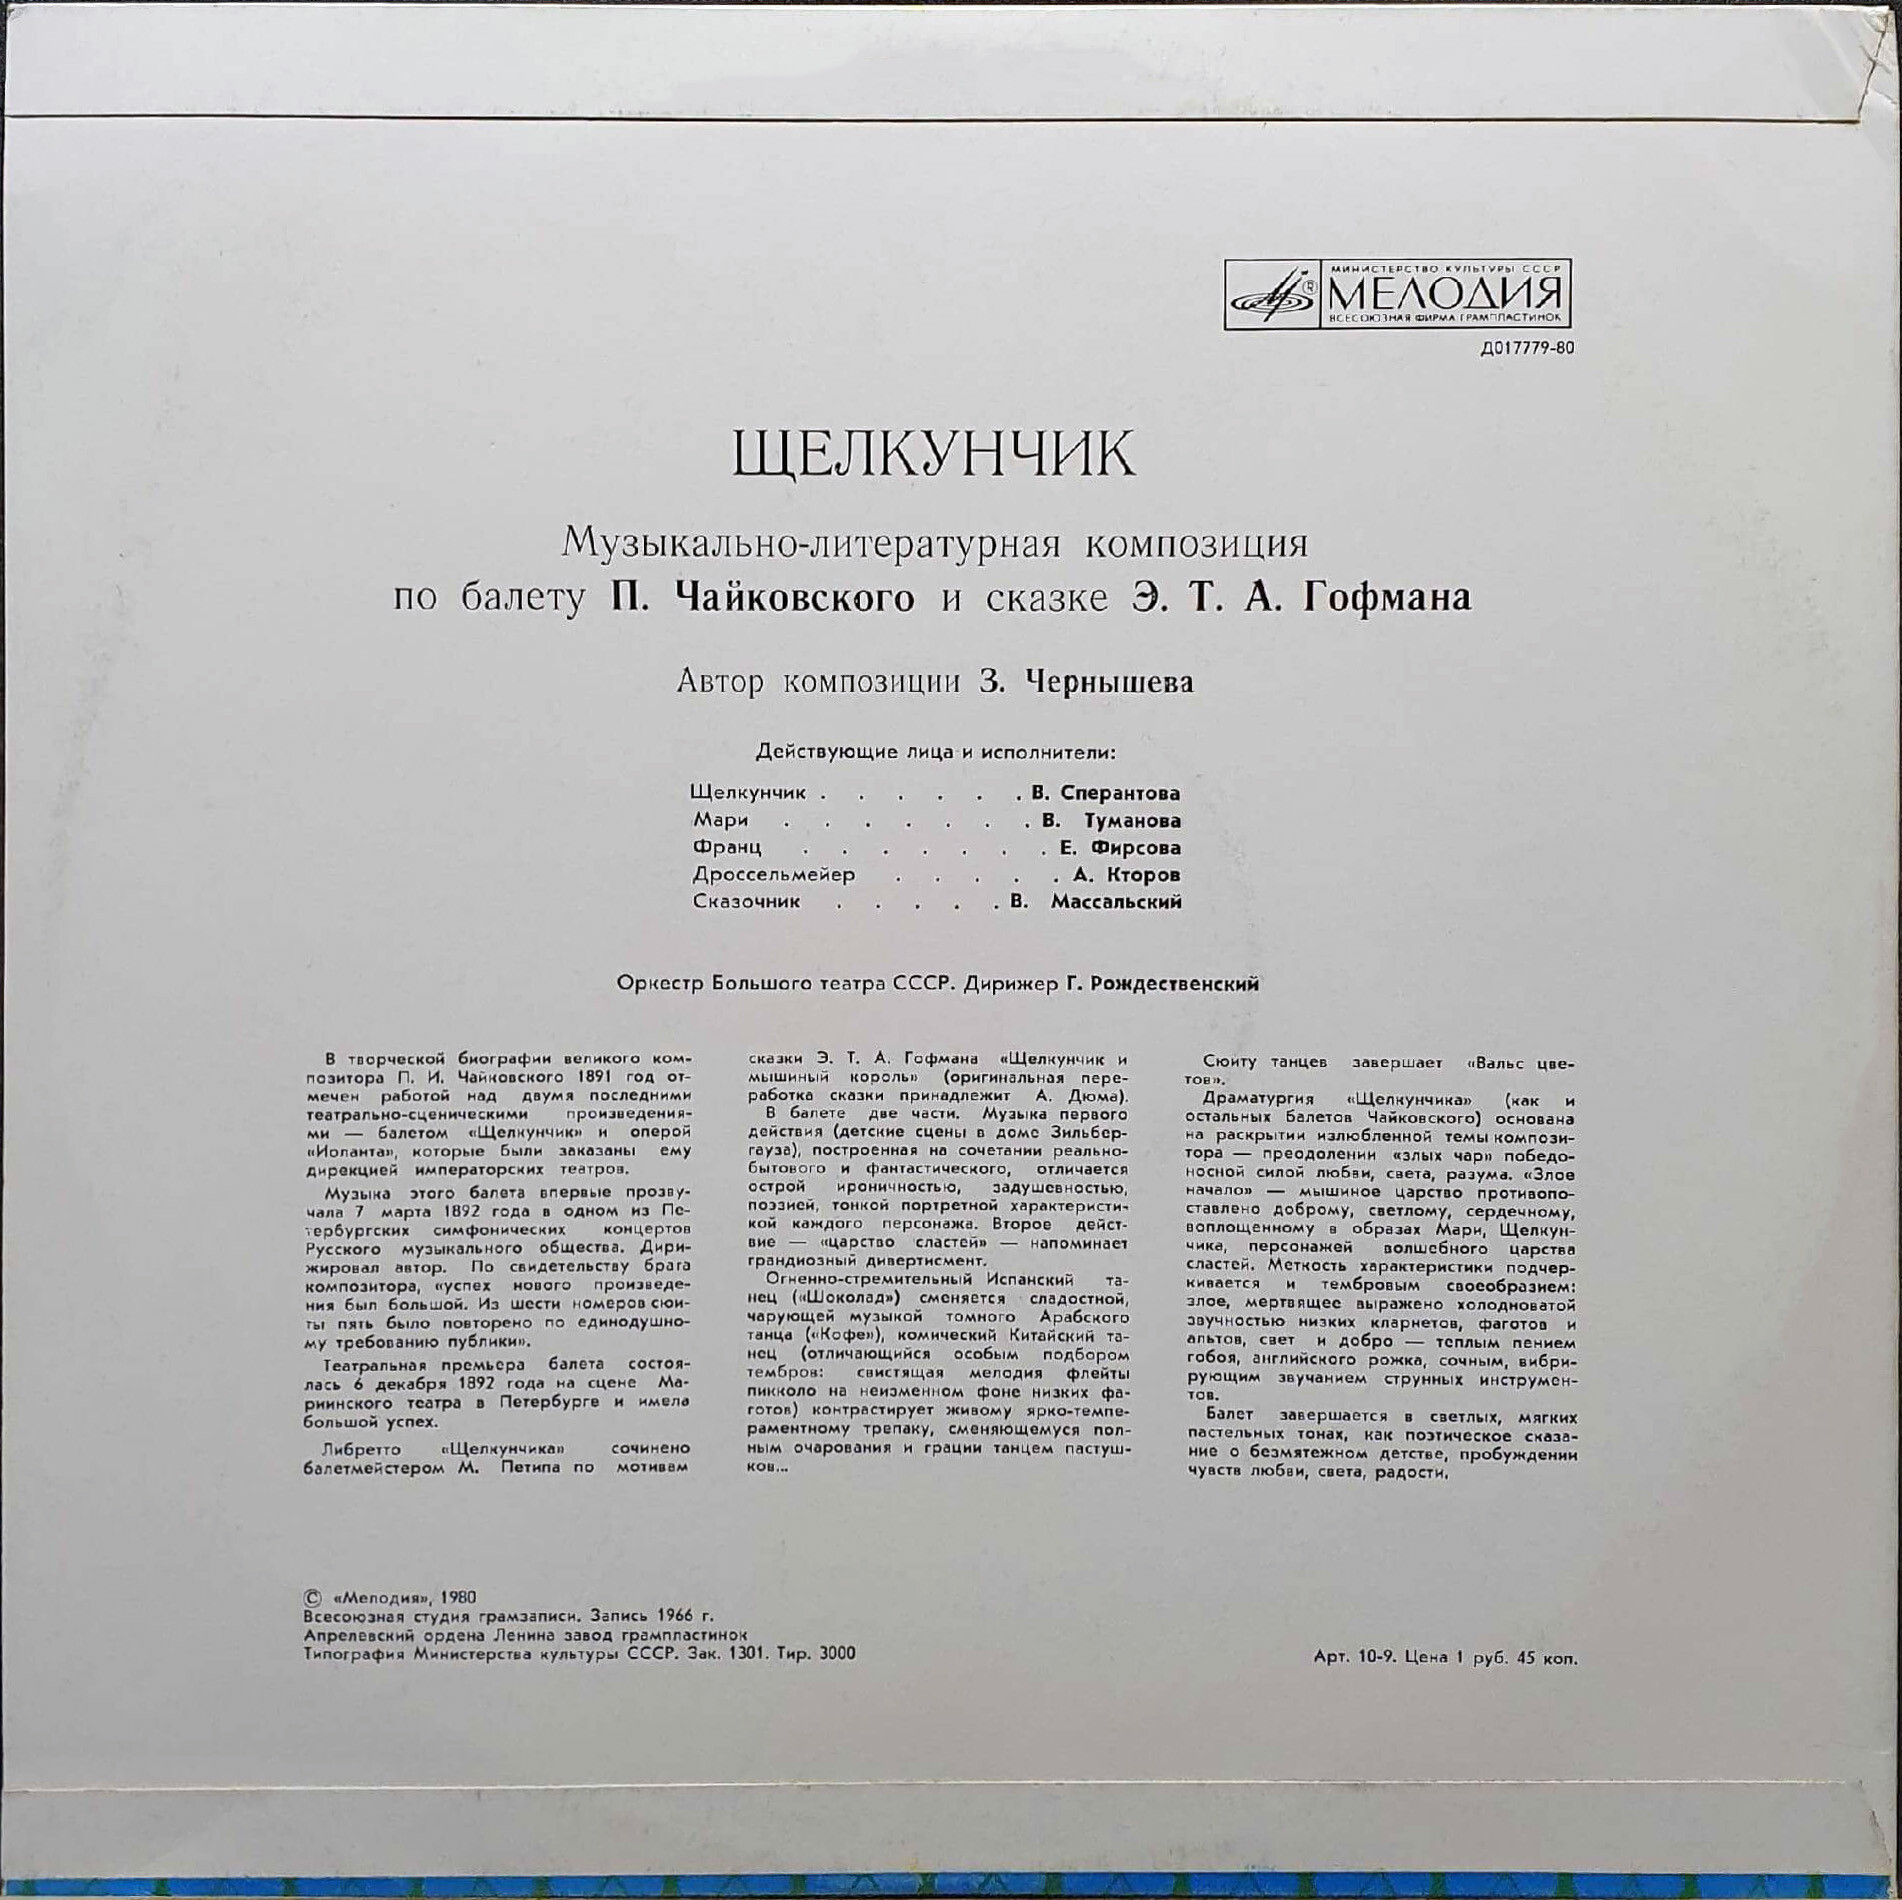 МИНИСТЕРСТВО КУЛЬТУРЫ СССР
МЕЛОДИЯ
ВСЕСОЮЗНАЯ ФИРМА ГРАМПЛАСТИНОК
Д017779-80
ЩЕЛКУНЧИК
Музыкально-литературная композиция
по балету П. Чайковского и сказке Э. Т. А. Гофмана
Автор композиции З. Чернышева
Действующие лица и исполнители:
Щелкунчик . . . . . . В. Сперантова
Мари . . . . . . . В. Туманова
Франц . . . . . . . Е. Фирсова
Дроссельмейер . . . . . А. Кторов
Сказочник . . . . . В. Массальский
Оркестр Большого театра СССР. Дирижер Г. Рождественский
В творческой биографии великого ком-
позитора П. И. Чайковского 1891 год от-
мечен работой над двумя последними
театрально-сценическими произведения-
ми — балетом «Щелкунчик» и оперой
«Иоланта», которые были заказаны ему
дирекцией императорских театров.
Музыка этого балета впервые прозву-
чала 7 марта 1892 года в одном из Пе-
тербургских симфонических концертов
Русского музыкального общества. Дири-
жировал автор. По свидетельству брата
композитора, «успех нового произведе-
ния был большой. Из шести номеров сюи-
ты пять было повторено по единодушно-
му требованию публики».
Театральная премьера балета состоя-
лась 6 декабря 1892 года на сцене Ма-
риинского театра в Петербурге и имела
большой успех.
Либретто «Щелкунчика» сочинено
балетмейстером М. Петипа по мотивам
сказки Э. Т. А. Гофмана «Щелкунчик и
мышиный король» (оригинальная пере-
работка сказки принадлежит А. Дюма).
В балете две части. Музыка первого
действия (детские сцены в доме Зильбер-
гауза), построенная на сочетании реально-
бытового и фантастического, отличается
острой ироничностью, задушевностью,
поэзией, тонкой портретной характеристи-
кой каждого персонажа. Второе дейст-
вие — «царство сластей» — напоминает
грандиозный дивертисмент.
Огненно-стремительный Испанский та-
нец («Шоколад») сменяется сладостной,
чарующей музыкой томного Арабского
танца («Кофе»), комический Китайский та-
нец (отличающийся особым подбором
тембров: свистящая мелодия флейты
пикколо на неизменном фоне низких фа-
готов) контрастирует живому ярко-темпе-
раментному трепаку, сменяющемуся пол-
ным очарования и грации танцем пастуш-
ков...
Сюиту танцев завершает «Вальс цве-
тов».
Драматургия «Щелкунчика» (как и
остальных балетов Чайковского) основана
на раскрытии излюбленной темы компози-
тора — преодолении «злых чар» победо-
носной силой любви, света, разума. «Злое
начало» — мышиное царство противопо-
ставлено доброму, светлому, сердечному,
воплощенному в образах Мари, Щелкун-
чика, персонажей волшебного царства
сластей. Меткость характеристики подчер-
кивается и тембровым своеобразием:
злое, мертвящее выражено холодноватой
звучностью низких кларнетов, фаготов и
альтов, свет и добро — теплым пением
гобоя, английского рожка, сочным, вибри-
рующим звучанием струнных инструмен-
тов.
Балет завершается в светлых, мягких
пастельных тонах, как поэтическое сказа-
ние о безмятежном детстве, пробуждении
чувств любви, света, радости.
© «Мелодия», 1980
Всесоюзная студия грамзаписи. Запись 1966 г.
Апрелевский ордена Ленина завод грампластинок
Типография Министерства культуры СССР. Зак. 1301. Тир. 3000
Арт. 10-9. Цена 1 руб. 45 коп.